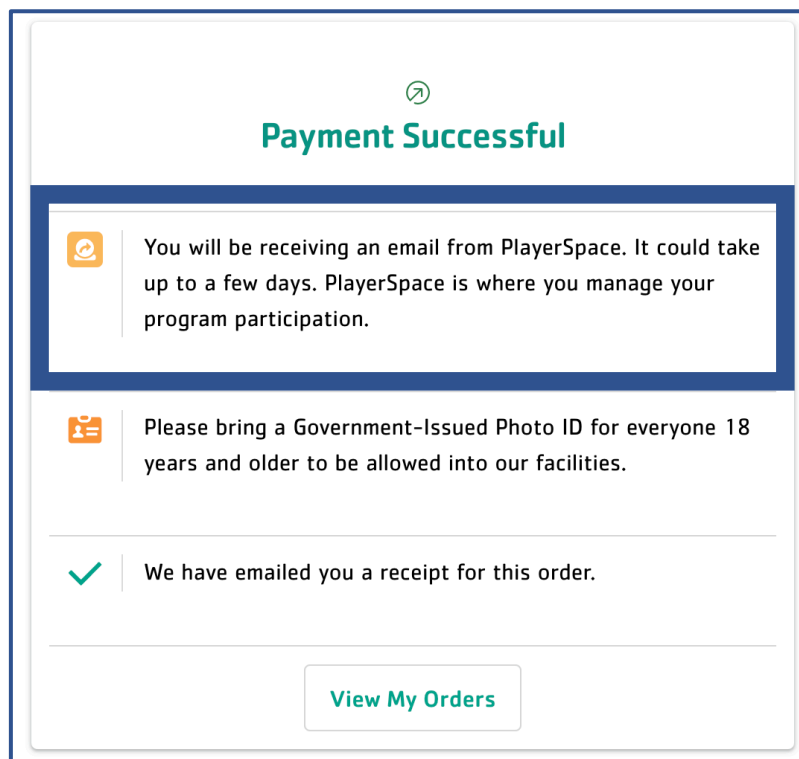 Payment Successful
You will be receiving an email from PlayerSpace. It could take
up to a few days. PlayerSpace is where you manage your
program participation.
Please bring a Government-Issued Photo ID for everyone 18
years and older to be allowed into our facilities.
We have emailed you a receipt for this order.
View My Orders